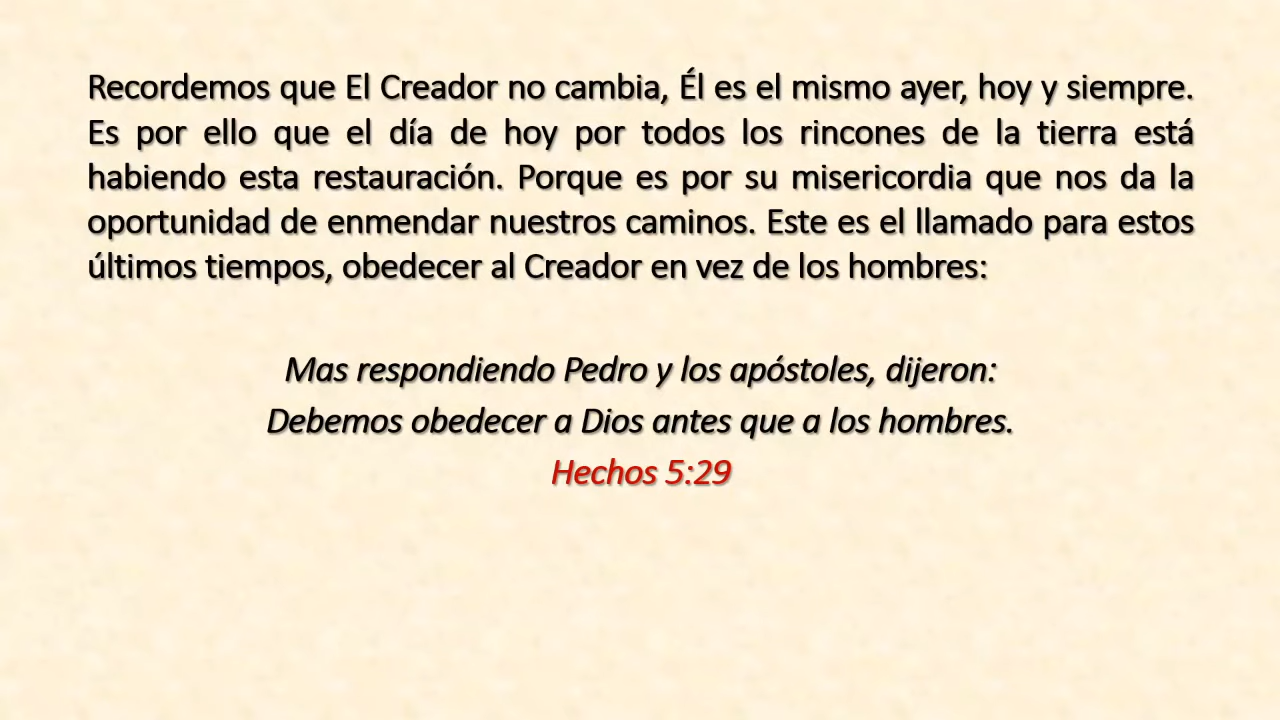 Recordemos que El Creador no cambia, Él es el mismo ayer, hoy y siempre.
Es por ello que el día de hoy por todos los rincones de la tierra está
habiendo esta restauración. Porque es por su misericordia que nos da la
oportunidad de enmendar nuestros caminos. Este es el llamado para estos
últimos tiempos, obedecer al Creador en vez de los hombres:
Mas respondiendo Pedro y los apóstoles, dijeron:
Debemos obedecer a Dios antes que a los hombres.
Hechos 5:29